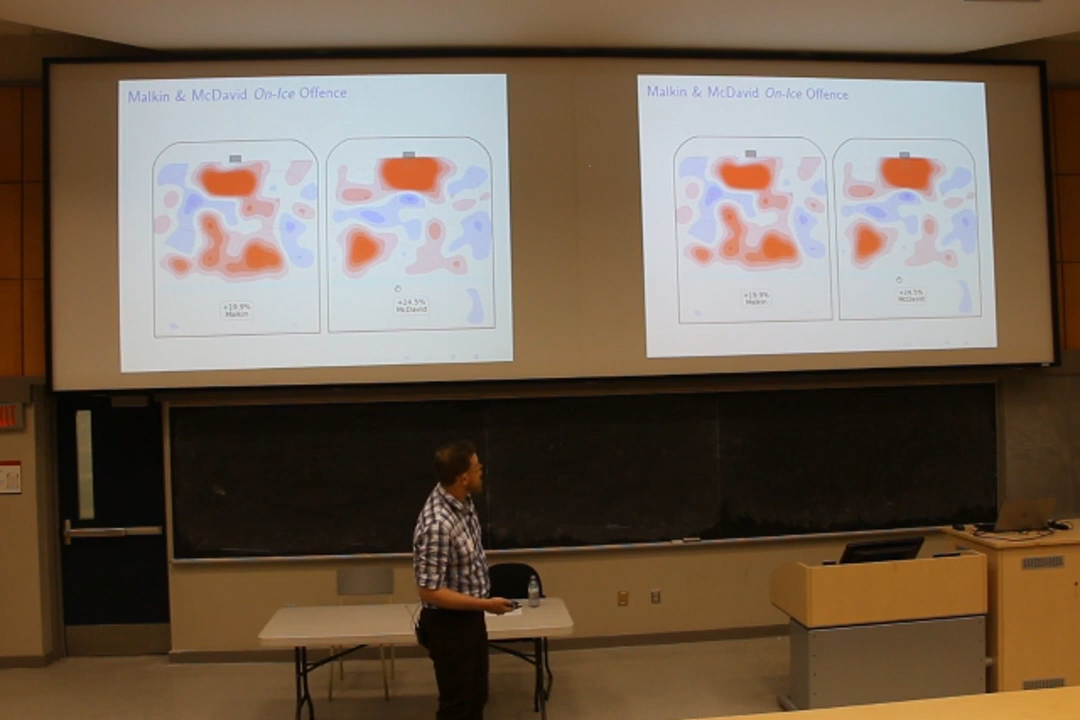 Malkin & McDavid On-Ice Offence
+19.9%
Malkin
+24.5%
McDavid
Malkin & McDavid On-Ice Offence
+19.9%
Malkin
+24.5%
McDavid